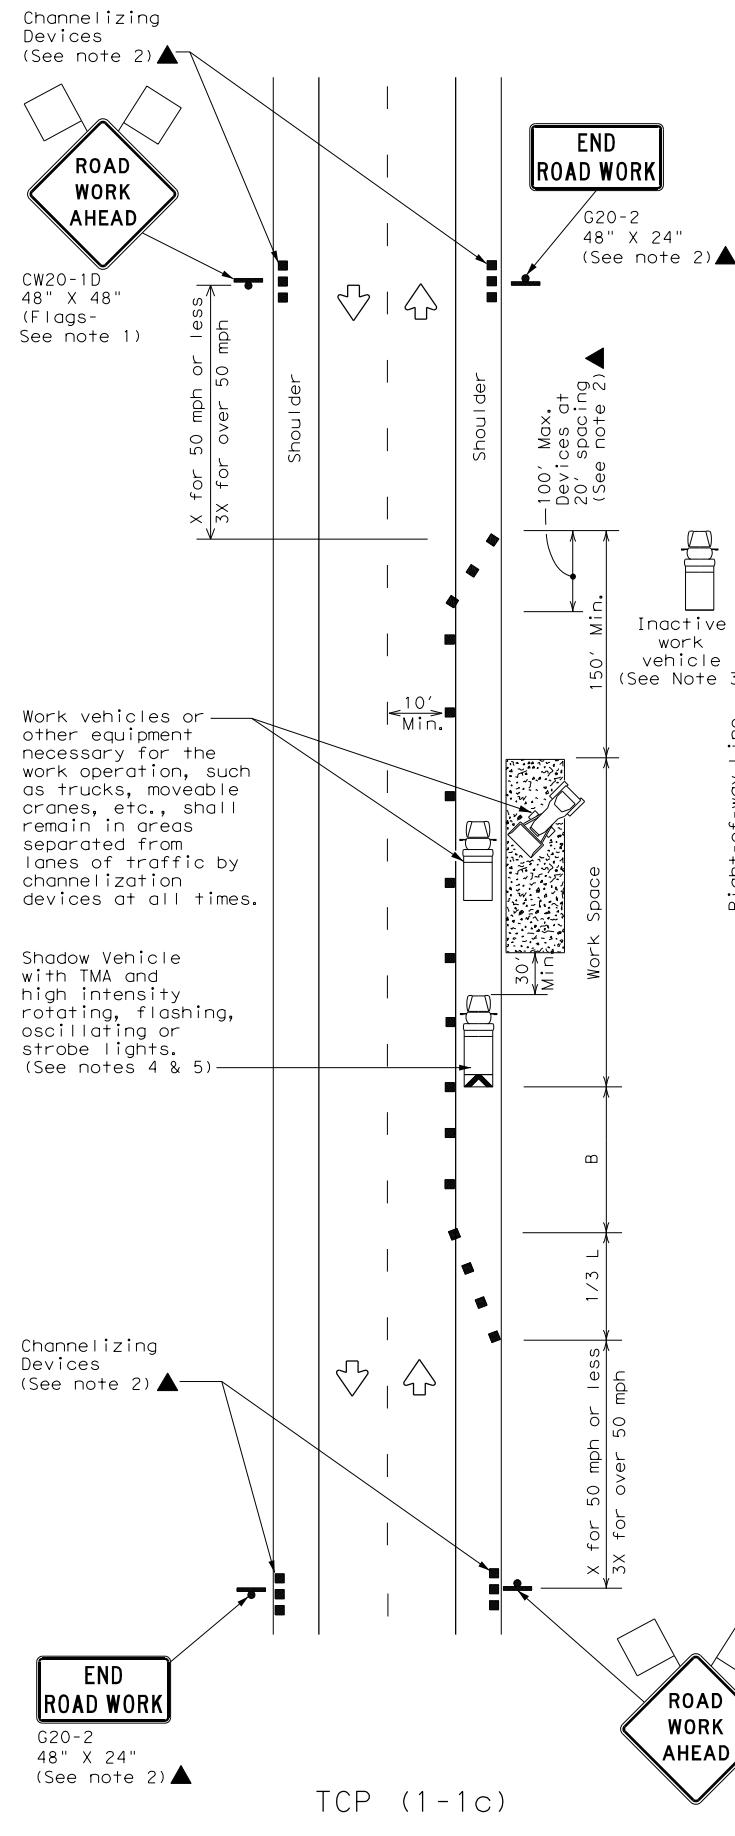 Channelizing
Devices
(See note 2)
ROAD
WORK
AHEAD
CW20-1D
48" X 48"
(Flags-
See note 1)
END
ROAD WORK
G20-2
48" X 24"
(See note 2)
X for 50 mph or less
3X for over 50 mph
Shoulder
Shoulder
100' Max.
Devices at
20' spacing
(See note 2)
150' Min.
Inactive
work
vehicle
(See Note 3
10'
Min.
Right-of-way Line
Work vehicles or
other equipment
necessary for the
work operation, such
as trucks, moveable
cranes, etc., shall
remain in areas
separated from
lanes of traffic by
channelization
devices at all times.
Work Space
30'
Min.
Shadow Vehicle
with TMA and
high intensity
rotating, flashing,
oscillating or
strobe lights.
(See notes 4 & 5)
B
1/3 L
Channelizing
Devices
(See note 2)
X for 50 mph or less
3X for over 50 mph
END
ROAD WORK
G20-2
48" X 24"
(See note 2)
ROAD
WORK
AHEAD
TCP (1-1c)